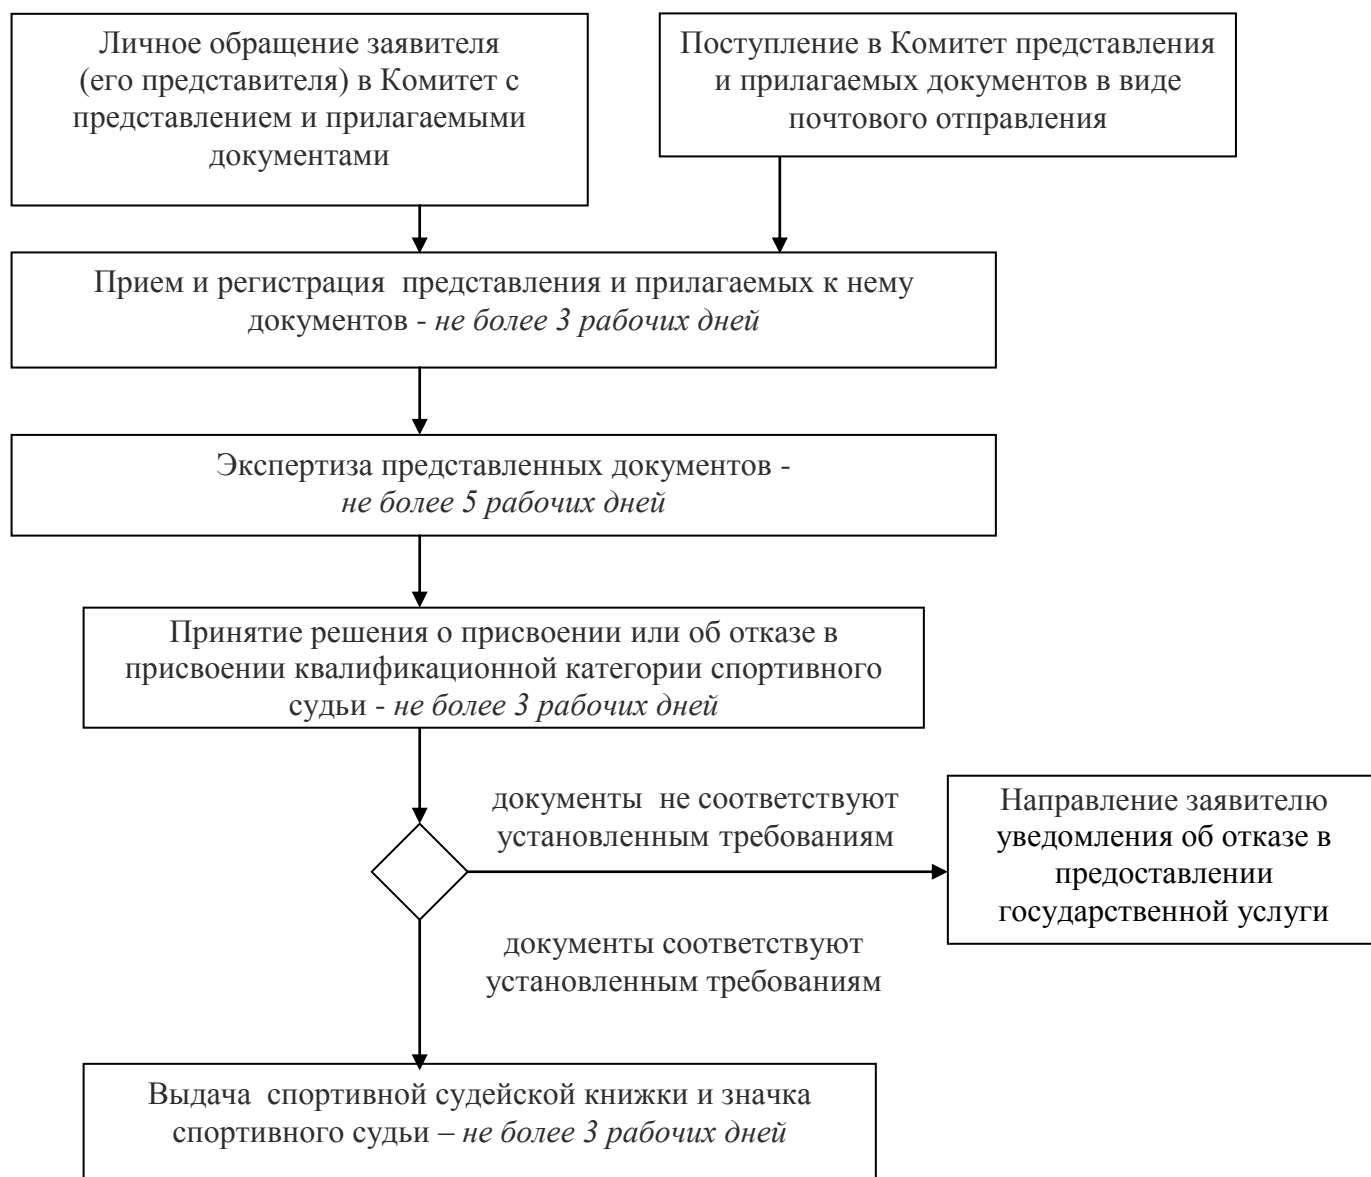 Личное обращение заявителя
(его представителя) в Комитет с
представлением и прилагаемыми
документами
Поступление в Комитет представления
и прилагаемых документов в виде
почтового отправления
Прием и регистрация  представления и прилагаемых к нему
документов - не более 3 рабочих дней
Экспертиза представленных документов -
не более 5 рабочих дней
Принятие решения о присвоении или об отказе в
присвоении квалификационной категории спортивного
судьи - не более 3 рабочих дней
документы  не соответствуют
установленным требованиям
Направление заявителю
уведомления об отказе в
предоставлении
государственной услуги
документы соответствуют
установленным требованиям
Выдача  спортивной судейской книжки и значка
спортивного судьи – не более 3 рабочих дней